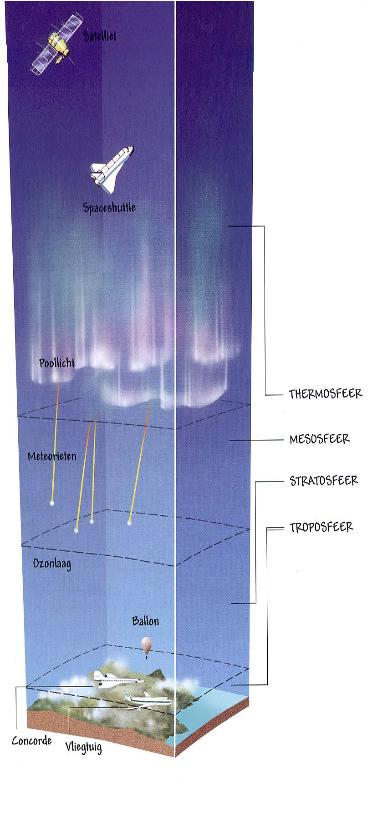 Satelliet
Spaceshuttle
Poollicht
THERMOSFEER
MESOSFEER
Meteorieten
STRATOSFEER
TROPOSFEER
Ozonlaag
Ballon
Concorde
Vliegtuig